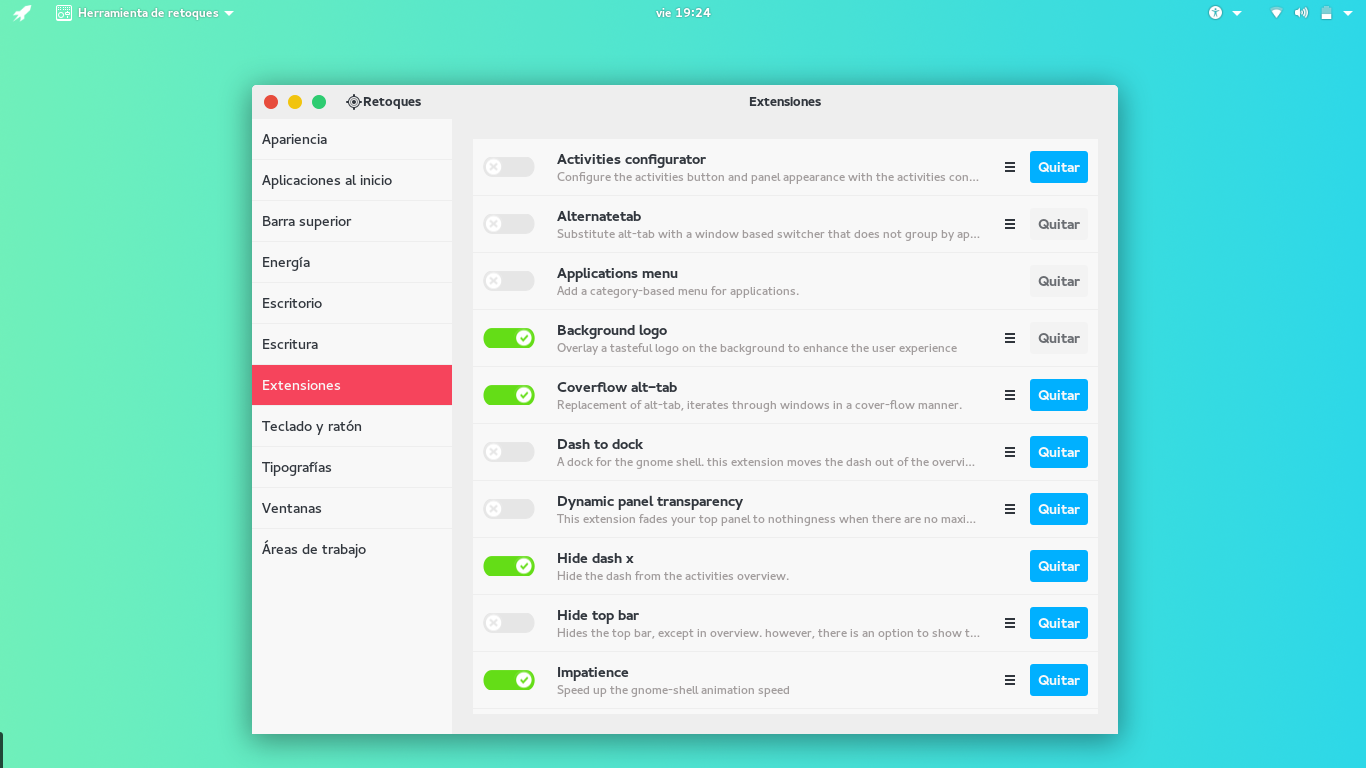 Herramienta de retoques
vie 19:24
Retoques
Extensiones
Apariencia
Aplicaciones al inicio
Barra superior
Energía
Escritorio
Escritura
Extensiones
Teclado y ratón
Tipografías
Ventanas
Áreas de trabajo
Activities configurator
Configure the activities button and panel appearance with the activities con...
Quitar
Alternatetab
Substitute alt-tab with a window based switcher that does not group by ap...
Quitar
Applications menu
Add a category-based menu for applications.
Quitar
Background logo
Overlay a tasteful logo on the background to enhance the user experience
Quitar
Coverflow alt-tab
Replacement of alt-tab, iterates through windows in a cover-flow manner.
Quitar
Dash to dock
A dock for the gnome shell. this extension moves the dash out of the overvi...
Quitar
Dynamic panel transparency
This extension fades your top panel to nothingness when there are no maxi...
Quitar
Hide dash x
Hide the dash from the activities overview.
Quitar
Hide top bar
Hides the top bar, except in overview. however, there is an option to show t...
Quitar
Impatience
Speed up the gnome-shell animation speed
Quitar